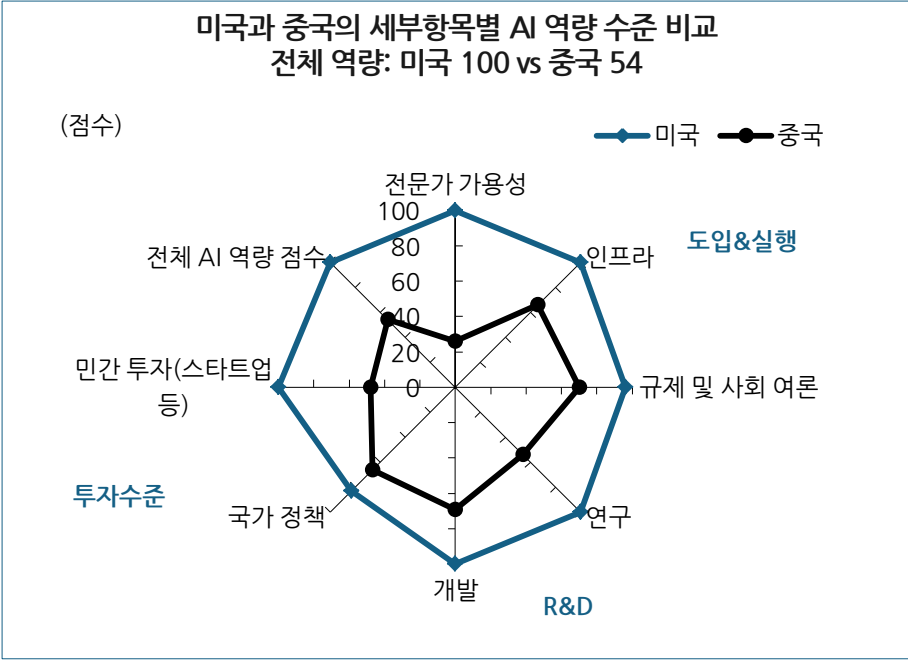 미국과 중국의 세부항목별 AI 역량 수준 비교
전체 역량: 미국 100 vs 중국 54
(점수)
미국
중국
전문가 가용성
100
80
60
40
20
0
도입&실행
인프라
규제 및 사회 여론
연구
R&D
개발
국가 정책
투자수준
민간 투자(스타트업
등)
전체 AI 역량 점수